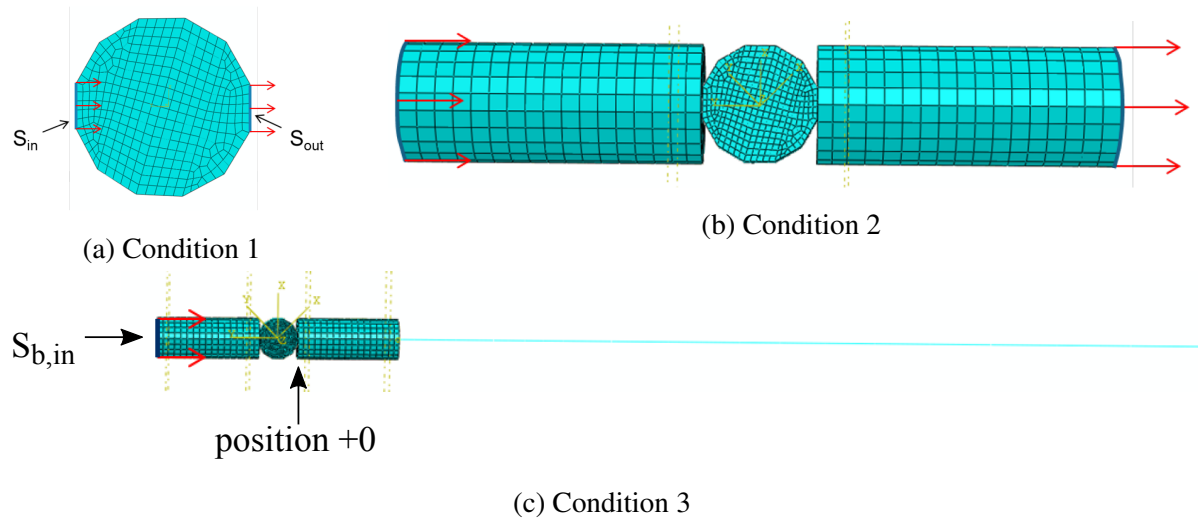 S_in
S_out
(a) Condition 1
(b) Condition 2
S_b,in
X
Y
X
position +0
(c) Condition 3